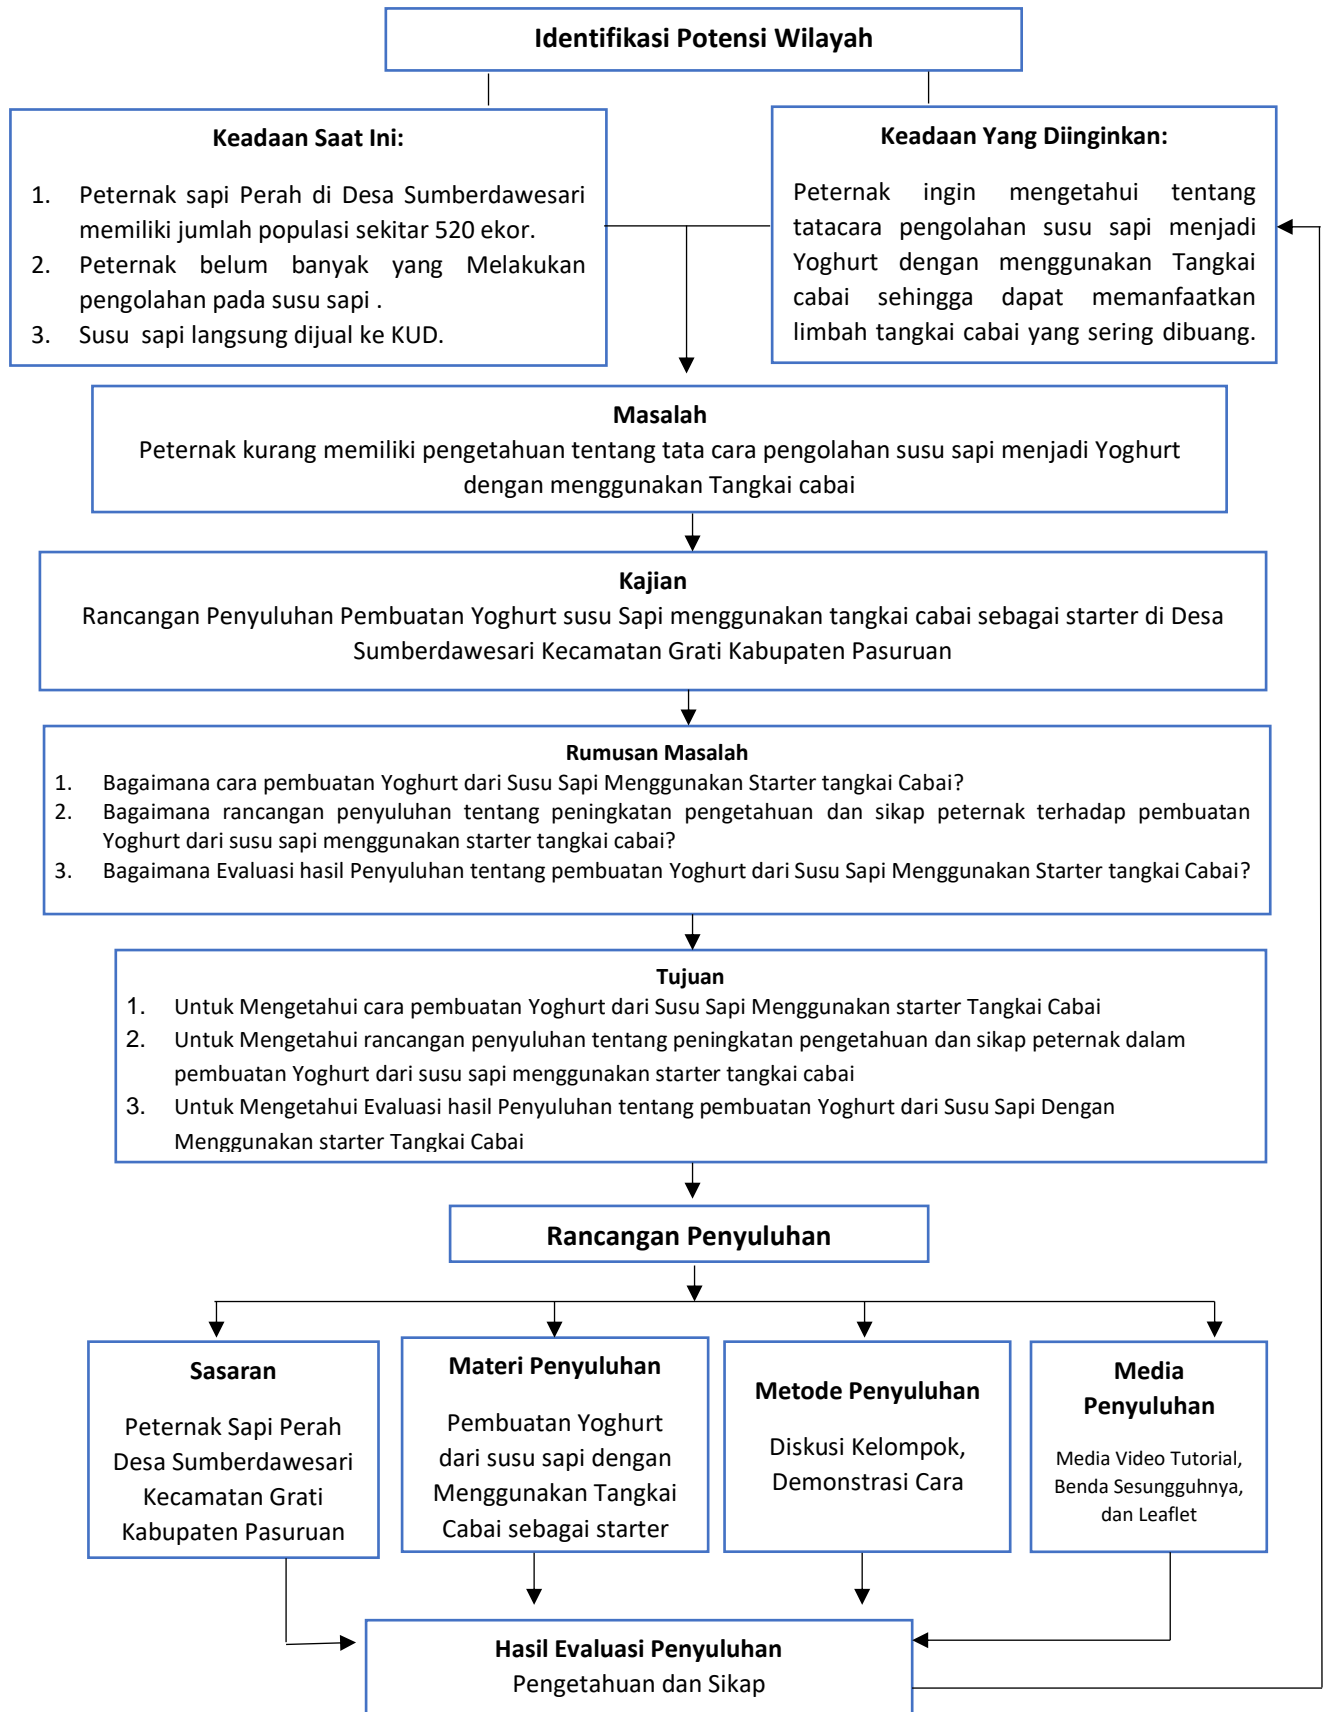 Identifikasi Potensi Wilayah
Keadaan Saat Ini:
1. Peternak sapi Perah di Desa Sumberdawesari
memiliki jumlah populasi sekitar 520 ekor.
2. Peternak belum banyak yang Melakukan
pengolahan pada susu sapi .
3. Susu sapi langsung dijual ke KUD.
Keadaan Yang Diinginkan:
Peternak ingin mengetahui tentang
tatacara pengolahan susu sapi menjadi
Yoghurt dengan menggunakan Tangkai
cabai sehingga dapat memanfaatkan
limbah tangkai cabai yang sering dibuang.
Masalah
Peternak kurang memiliki pengetahuan tentang tata cara pengolahan susu sapi menjadi Yoghurt
dengan menggunakan Tangkai cabai
Kajian
Rancangan Penyuluhan Pembuatan Yoghurt susu Sapi menggunakan tangkai cabai sebagai starter di Desa
Sumberdawesari Kecamatan Grati Kabupaten Pasuruan
Rumusan Masalah
1. Bagaimana cara pembuatan Yoghurt dari Susu Sapi Menggunakan Starter tangkai Cabai?
2. Bagaimana rancangan penyuluhan tentang peningkatan pengetahuan dan sikap peternak terhadap pembuatan
Yoghurt dari susu sapi menggunakan starter tangkai cabai?
3. Bagaimana Evaluasi hasil Penyuluhan tentang pembuatan Yoghurt dari Susu Sapi Menggunakan Starter tangkai Cabai?
Tujuan
1. Untuk Mengetahui cara pembuatan Yoghurt dari Susu Sapi Menggunakan starter Tangkai Cabai
2. Untuk Mengetahui rancangan penyuluhan tentang peningkatan pengetahuan dan sikap peternak dalam
pembuatan Yoghurt dari susu sapi menggunakan starter tangkai cabai
3. Untuk Mengetahui Evaluasi hasil Penyuluhan tentang pembuatan Yoghurt dari Susu Sapi Dengan
Menggunakan starter Tangkai Cabai
Rancangan Penyuluhan
Sasaran
Peternak Sapi Perah
Desa Sumberdawesari
Kecamatan Grati
Kabupaten Pasuruan
Materi Penyuluhan
Pembuatan Yoghurt
dari susu sapi dengan
Menggunakan Tangkai
Cabai sebagai starter
Metode Penyuluhan
Diskusi Kelompok,
Demonstrasi Cara
Media
Penyuluhan
Media Video Tutorial,
Benda Sesungguhnya,
dan Leaflet
Hasil Evaluasi Penyuluhan
Pengetahuan dan Sikap